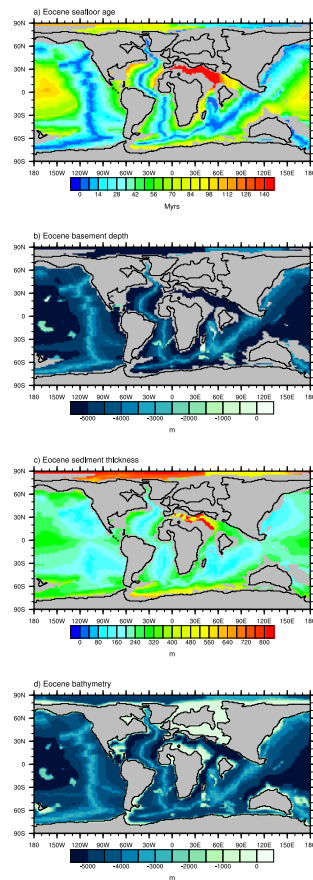 a) Eocene seafloor age
90N
60N
30N
0
30S
60S
90S
180 150W 120W 90W 60W 30W 0 30E 60E 90E 120E 150E 180
0 14 28 42 56 70 84 98 112 126 140
Myrs
b) Eocene basement depth
90N
60N
30N
0
30S
60S
90S
180 150W 120W 90W 60W 30W 0 30E 60E 90E 120E 150E 180
-5000 -4000 -3000 -2000 -1000 0
m
c) Eocene sediment thickness
90N
60N
30N
0
30S
60S
90S
180 150W 120W 90W 60W 30W 0 30E 60E 90E 120E 150E 180
0 80 160 240 320 400 480 560 640 720 800
m
d) Eocene bathymetry
90N
60N
30N
0
30S
60S
90S
180 150W 120W 90W 60W 30W 0 30E 60E 90E 120E 150E 180
-5000 -4000 -3000 -2000 -1000 0
m